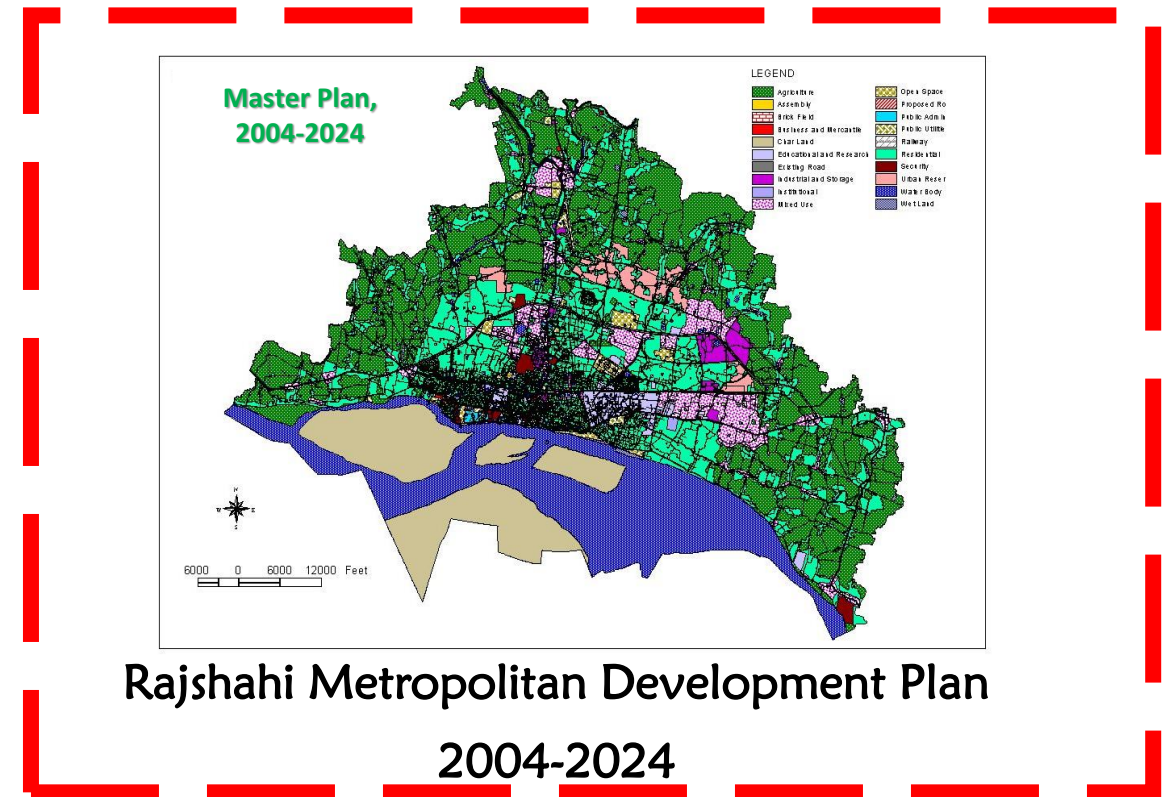 Master Plan,
2004-2024
LEGEND
Agriculture
Assembly
Brick Field
Business and Mercantile
Char Land
Educational and Research
Existing Road
Industrial and Storage
Institutional
Mixed Use
Open Space
Proposed Ro
Public Admin
Public Utilitie
Railway
Residential
Security
Urban Reser
Water Body
Wet Land
N
W E
S
6000 0 6000 12000 Feet
Rajshahi Metropolitan Development Plan
2004-2024